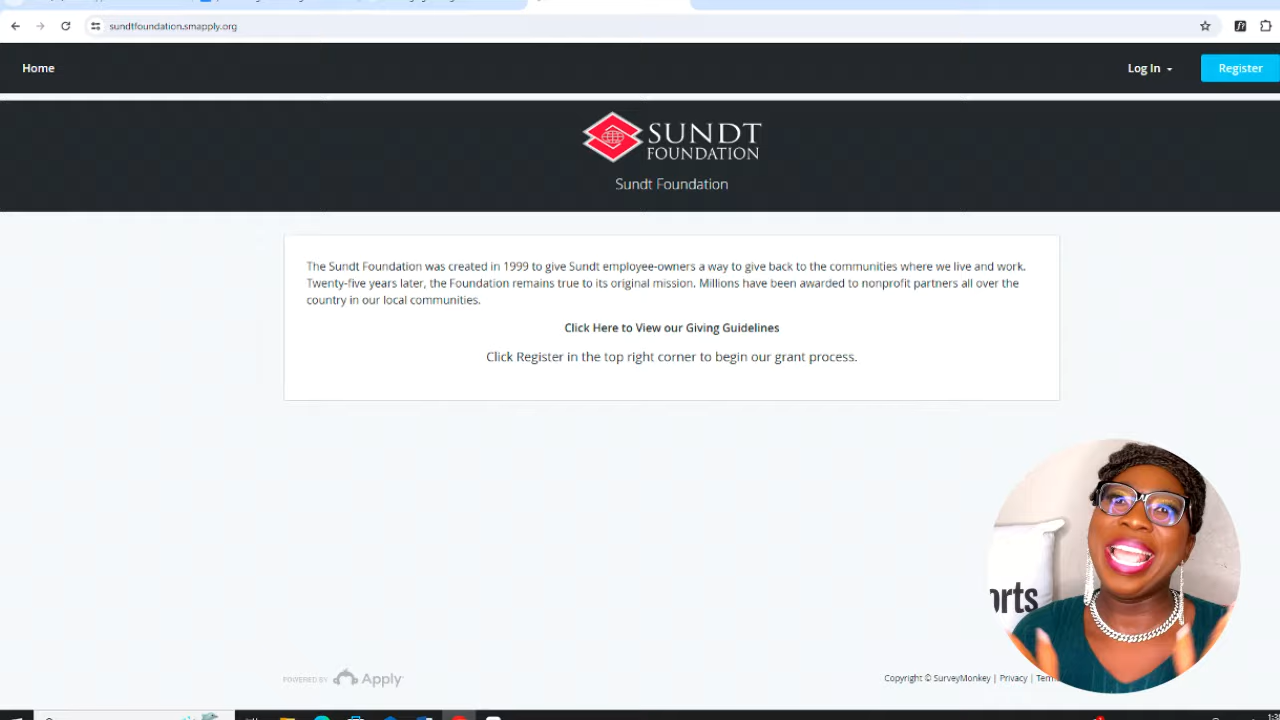 sundtfoundation.smapply.org
Home
Log In
Register
SUNDT
FOUNDATION
Sundt Foundation
The Sundt Foundation was created in 1999 to give Sundt employee-owners a way to give back to the communities where we live and work.
Twenty-five years later, the Foundation remains true to its original mission. Millions have been awarded to nonprofit partners all over the
country in our local communities.
Click Here to View our Giving Guidelines
Click Register in the top right corner to begin our grant process.
orts
POWERED BY Apply
Copyright © SurveyMonkey | Privacy | Term